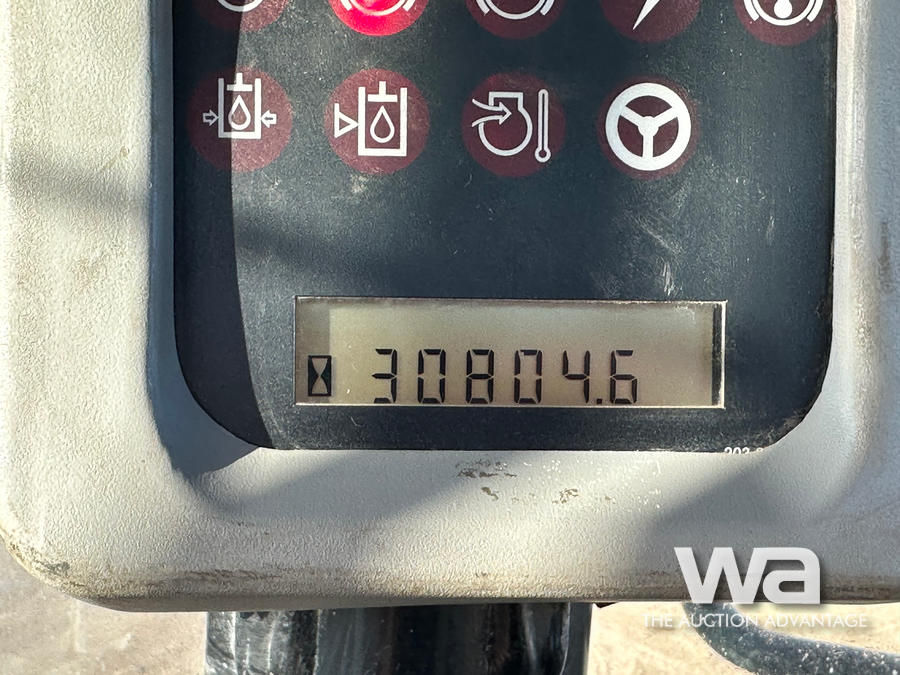 30804.6
wa
THE AUCTION ADVANTAGE